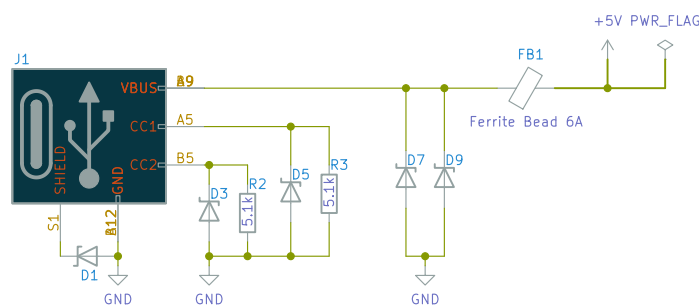 +5V PWR_FLAG
J1
FB1
VBUS
A9
Ferrite Bead 6A
CC1
A5
CC2
B5
D3
R2
5.1k
D5
R3
5.1k
D7
D9
SHIELD
GND
S1
D1
GND
GND
GND